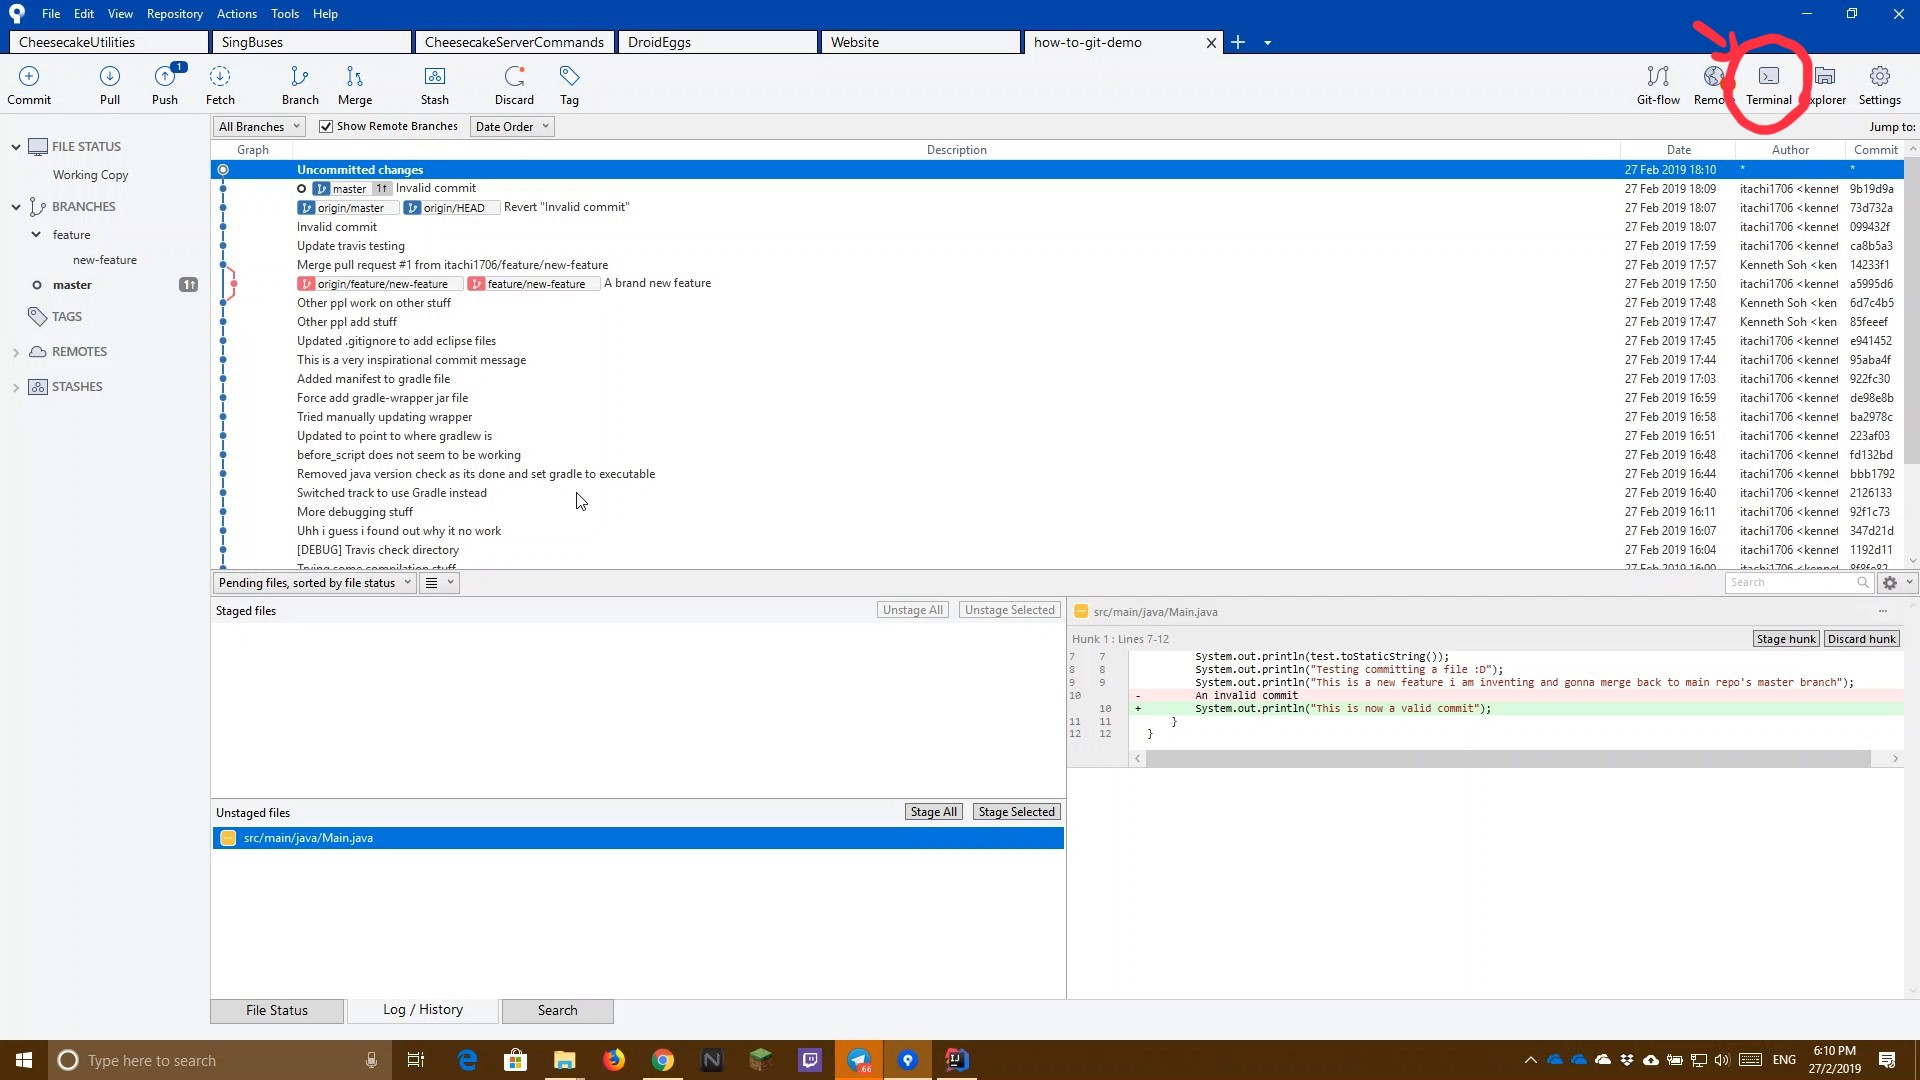 File Edit View Repository Actions Tools Help
CheesecakeUtilities SingBuses CheesecakeServerCommands DroidEggs Website how-to-git-demo
1
Commit Pull Push Fetch Branch Merge Stash Discard Tag Git-flow Remote Terminal Explorer Settings
All Branches Show Remote Branches Date Order Jump to:
Graph Description Date Author Commit
FILE STATUS
Working Copy
BRANCHES
feature
new-feature
master 1↑
TAGS
REMOTES
STASHES
Uncommitted changes 27 Feb 2019 18:10 * *
master 1↑ Invalid commit 27 Feb 2019 18:09 itachi1706 <kennet 9b19d9a
origin/master origin/HEAD Revert "Invalid commit" 27 Feb 2019 18:07 itachi1706 <kennet 73d732a
Invalid commit 27 Feb 2019 18:07 itachi1706 <kennet 099432f
Update travis testing 27 Feb 2019 17:59 itachi1706 <kennet ca8b5a3
Merge pull request #1 from itachi1706/feature/new-feature 27 Feb 2019 17:57 Kenneth Soh <ken 14233f1
origin/feature/new-feature feature/new-feature A brand new feature 27 Feb 2019 17:50 itachi1706 <kennet a5995d6
Other ppl work on other stuff 27 Feb 2019 17:48 Kenneth Soh <ken 6d7c4b5
Other ppl add stuff 27 Feb 2019 17:47 Kenneth Soh <ken 85feeef
Updated .gitignore to add eclipse files 27 Feb 2019 17:45 itachi1706 <kennet e941452
This is a very inspirational commit message 27 Feb 2019 17:44 itachi1706 <kennet 95aba4f
Added manifest to gradle file 27 Feb 2019 17:03 itachi1706 <kennet 922fc30
Force add gradle-wrapper jar file 27 Feb 2019 16:59 itachi1706 <kennet de98e8b
Tried manually updating wrapper 27 Feb 2019 16:58 itachi1706 <kennet ba2978c
Updated to point to where gradlew is 27 Feb 2019 16:51 itachi1706 <kennet 223af03
before_script does not seem to be working 27 Feb 2019 16:48 itachi1706 <kennet fd132bd
Removed java version check as its done and set gradle to executable 27 Feb 2019 16:44 itachi1706 <kennet bbb1792
Switched track to use Gradle instead 27 Feb 2019 16:40 itachi1706 <kennet 2126133
More debugging stuff 27 Feb 2019 16:11 itachi1706 <kennet 92f1c73
Uhh i guess i found out why it no work 27 Feb 2019 16:07 itachi1706 <kennet 347d21d
[DEBUG] Travis check directory 27 Feb 2019 16:04 itachi1706 <kennet 1192d11
Trying some compilation stuff 27 Feb 2019 16:00 itachi1706 <kennet 8f8fe82
Pending files, sorted by file status Search
Staged files Unstage All Unstage Selected
src/main/java/Main.java
Hunk 1 : Lines 7-12 Stage hunk Discard hunk
7 7 System.out.println(test.toStaticString());
8 8 System.out.println("Testing committing a file :D");
9 9 System.out.println("This is a new feature i am inventing and gonna merge back to main repo's master branch");
10 - An invalid commit
10 + System.out.println("This is now a valid commit");
11 11 }
12 12 }
Unstaged files Stage All Stage Selected
src/main/java/Main.java
File Status Log / History Search
Type here to search
.66
ENG
6:10 PM
27/2/2019